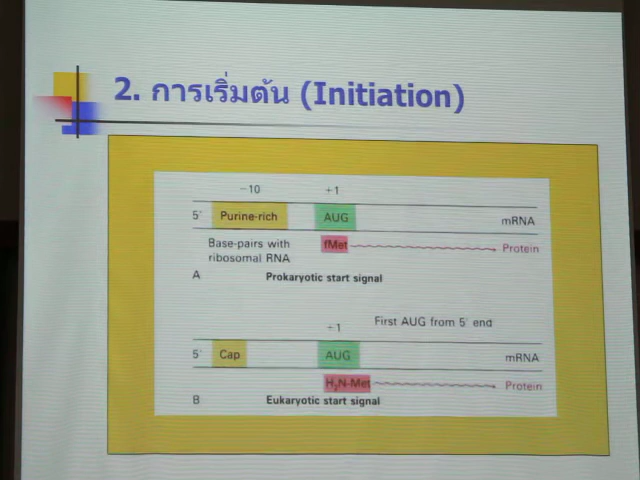 2. การเริ่มต้น (Initiation)
−10 +1
5' Purine-rich AUG mRNA
Base-pairs with fMet Protein
ribosomal RNA
A Prokaryotic start signal
+1 First AUG from 5' end
5' Cap AUG mRNA
H₂N-Met Protein
B Eukaryotic start signal